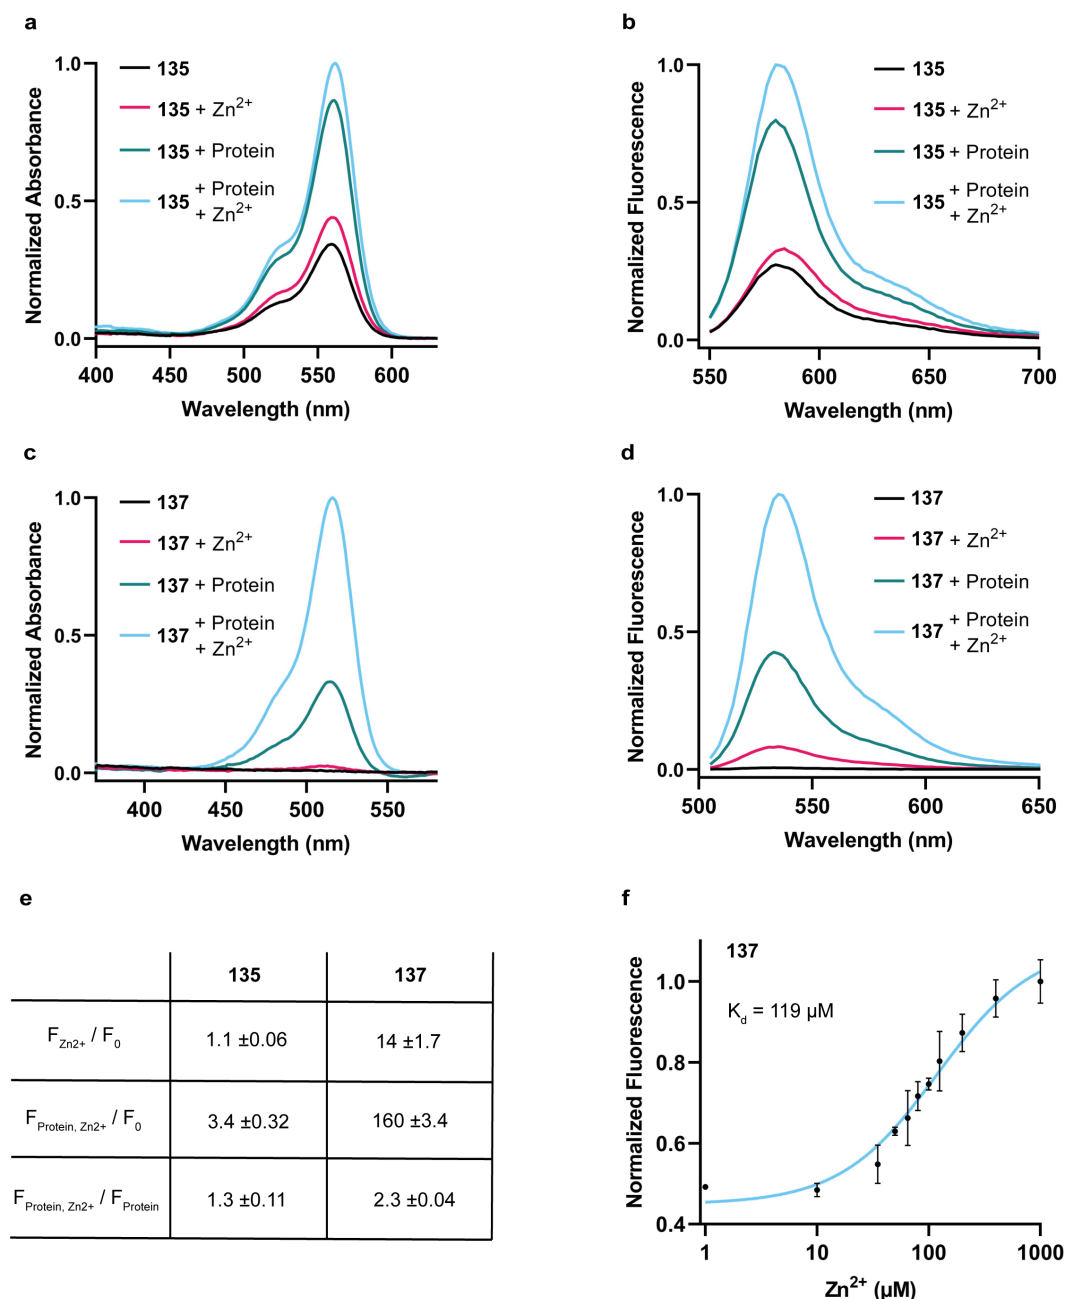 a
Normalized Absorbance
1.0
0.5
0.0
400 450 500 550 600
Wavelength (nm)
135
135 + Zn²⁺
135 + Protein
135 + Protein
+ Zn²⁺
b
Normalized Fluorescence
1.0
0.5
0.0
550 600 650 700
Wavelength (nm)
135
135 + Zn²⁺
135 + Protein
135 + Protein
+ Zn²⁺
c
Normalized Absorbance
1.0
0.5
0.0
400 450 500 550
Wavelength (nm)
137
137 + Zn²⁺
137 + Protein
137 + Protein
+ Zn²⁺
d
Normalized Fluorescence
1.0
0.5
0.0
500 550 600 650
Wavelength (nm)
137
137 + Zn²⁺
137 + Protein
137 + Protein
+ Zn²⁺
e
135 137
F Zn2+ / F 0 1.1 ±0.06 14 ±1.7
F Protein, Zn2+ / F 0 3.4 ±0.32 160 ±3.4
F Protein, Zn2+ / F Protein 1.3 ±0.11 2.3 ±0.04
f
137
K d = 119 µM
Normalized Fluorescence
1.0
0.8
0.6
0.4
1 10 100 1000
Zn²⁺ (µM)